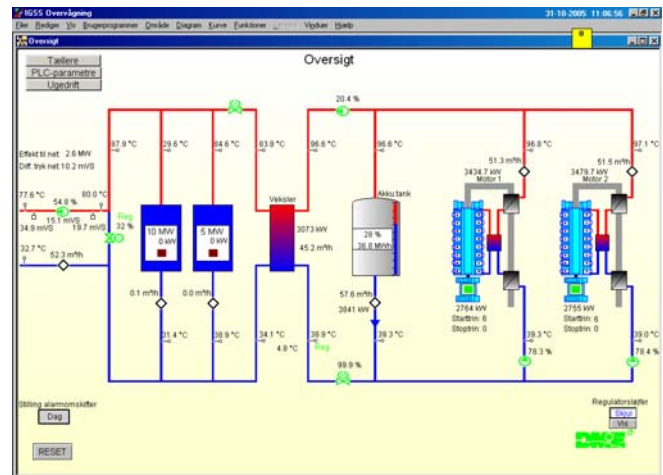 IGSS Overvågning
31-10-2005 11:06:56
Filer Rediger Vis Brugerprogrammer Område Diagram Kurve Funktioner Vinduer Hjælp
Oversigt
Tællere
PLC-parametre
Ugedrift
Oversigt
20.4 %
87.9 °C
29.6 °C
84.6 °C
83.8 °C
96.6 °C
96.6 °C
96.8 °C
97.1 °C
Effekt til net 2.6 MW
Diff. tryk net 10.2 mVS
51.3 m³/h
51.5 m³/h
3434.7 kW
Motor 1
3479.7 kW
Motor 2
77.6 °C
54.8 %
80.0 °C
15.1 mVS
34.9 mVS
19.7 mVS
Reg
32 %
Veksler
Akku.tank
10 MW
0 kW
5 MW
0 kW
3073 kW
45.2 m³/h
28 %
36.0 MWh
32.7 °C
52.3 m³/h
0.1 m³/h
0.0 m³/h
57.6 m³/h
3841 kW
2764 kW
Starttrin: 6
Stoptrin: 0
2755 kW
Starttrin: 6
Stoptrin: 0
31.4 °C
38.9 °C
34.1 °C
38.9 °C
39.3 °C
39.3 °C
39.0 °C
4.8 °C
Reg
78.3 %
78.4 %
99.9 %
Stilling alarmomskifter
Dag
RESET
Regulatorsløjfer
Skjul
Vis